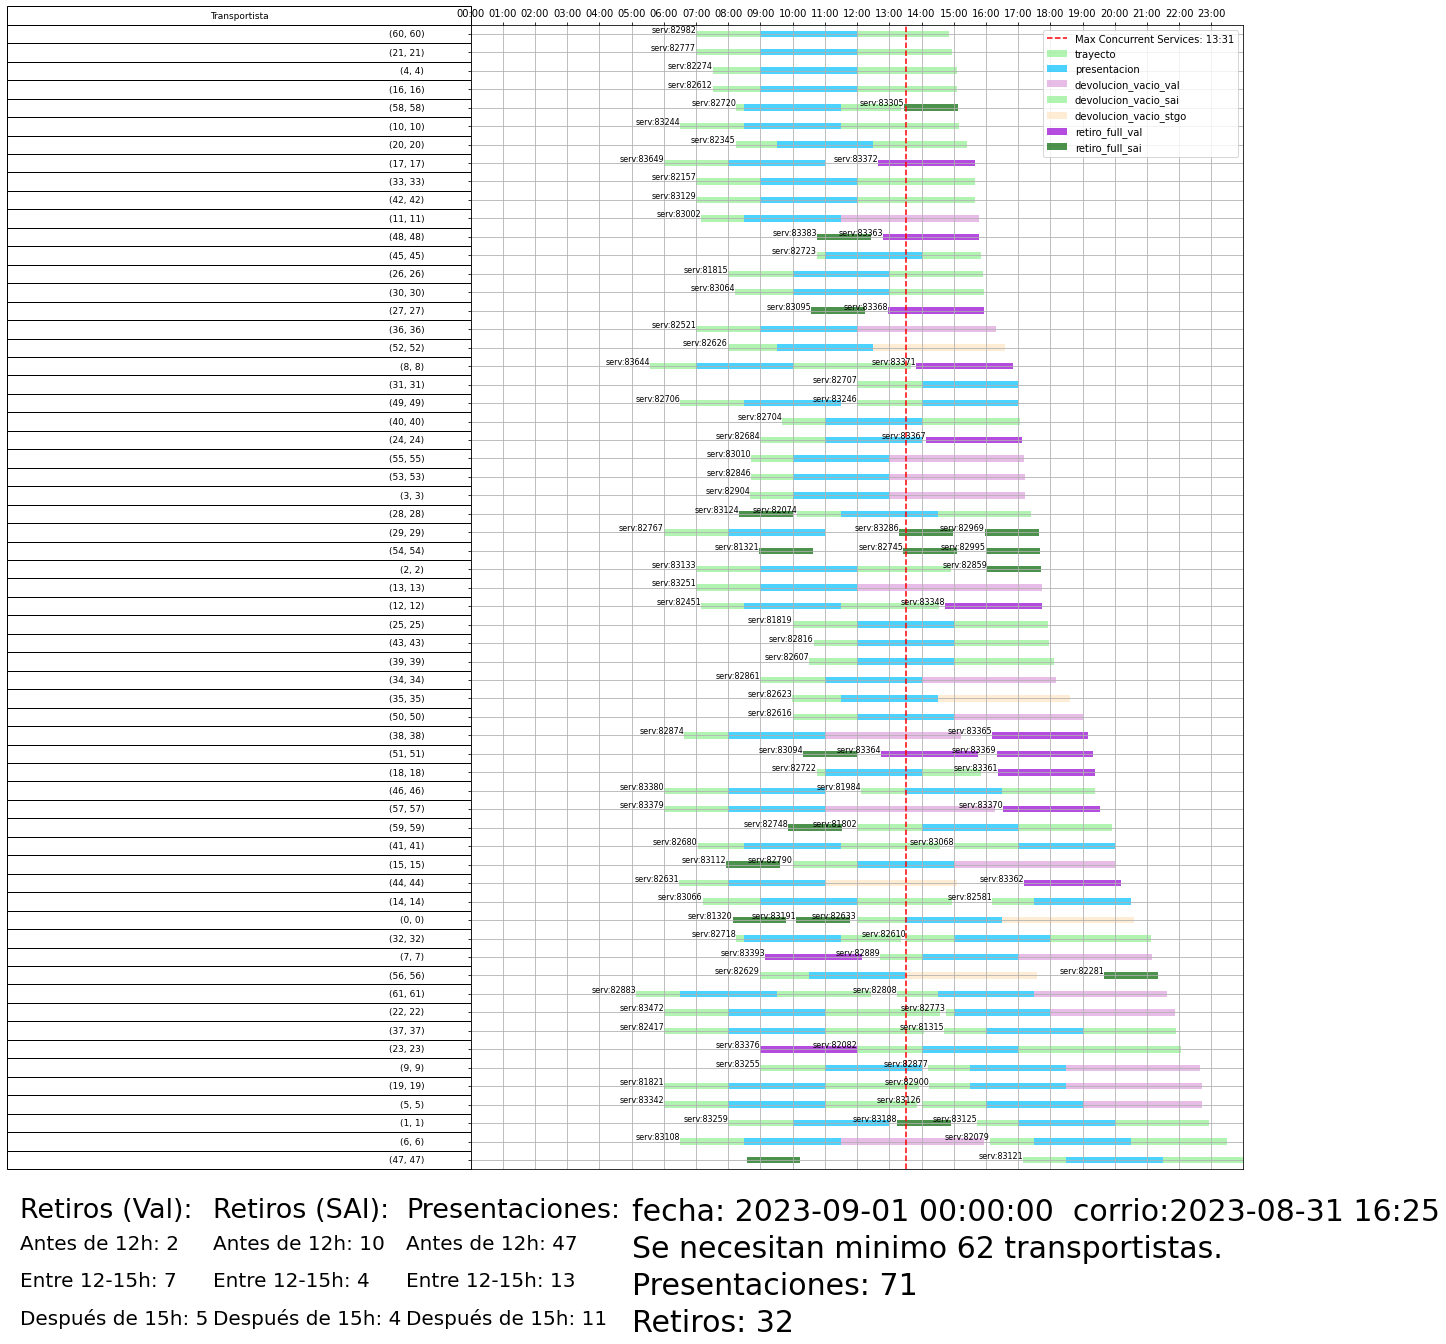 Transportista
00:00 01:00 02:00 03:00 04:00 05:00 06:00 07:00 08:00 09:00 10:00 11:00 12:00 13:00 14:00 15:00 16:00 17:00 18:00 19:00 20:00 21:00 22:00 23:00
Max Concurrent Services: 13:31
trayecto
presentacion
devolucion_vacio_val
devolucion_vacio_sai
devolucion_vacio_stgo
retiro_full_val
retiro_full_sai
(60, 60) serv:82982
(21, 21) serv:82777
(4, 4) serv:82274
(16, 16) serv:82612
(58, 58) serv:82720 serv:83305
(10, 10) serv:83244
(20, 20) serv:82345
(17, 17) serv:83649 serv:83372
(33, 33) serv:82157
(42, 42) serv:83129
(11, 11) serv:83002
(48, 48) serv:83383 serv:83363
(45, 45) serv:82723
(26, 26) serv:81815
(30, 30) serv:83064
(27, 27) serv:83095 serv:83368
(36, 36) serv:82521
(52, 52) serv:82626
(8, 8) serv:83644 serv:83371
(31, 31) serv:82707
(49, 49) serv:82706 serv:83246
(40, 40) serv:82704
(24, 24) serv:82684 serv:83367
(55, 55) serv:83010
(53, 53) serv:82846
(3, 3) serv:82904
(28, 28) serv:83124 serv:82074
(29, 29) serv:82767 serv:83286 serv:82969
(54, 54) serv:81321 serv:82745 serv:82995
(2, 2) serv:83133 serv:82859
(13, 13) serv:83251
(12, 12) serv:82451 serv:83348
(25, 25) serv:81819
(43, 43) serv:82816
(39, 39) serv:82607
(34, 34) serv:82861
(35, 35) serv:82623
(50, 50) serv:82616
(38, 38) serv:82874 serv:83365
(51, 51) serv:83094 serv:83364 serv:83369
(18, 18) serv:82722 serv:83361
(46, 46) serv:83380 serv:81984
(57, 57) serv:83379 serv:83370
(59, 59) serv:82748 serv:81802
(41, 41) serv:82680 serv:83068
(15, 15) serv:83112 serv:82790
(44, 44) serv:82631 serv:83362
(14, 14) serv:83066 serv:82581
(0, 0) serv:81320 serv:83191 serv:82633
(32, 32) serv:82718 serv:82610
(7, 7) serv:83393 serv:82889
(56, 56) serv:82629 serv:82281
(61, 61) serv:82883 serv:82808
(22, 22) serv:83472 serv:82773
(37, 37) serv:82417 serv:81315
(23, 23) serv:83376 serv:82082
(9, 9) serv:83255 serv:82877
(19, 19) serv:81821 serv:82900
(5, 5) serv:83342 serv:83126
(1, 1) serv:83259 serv:83188 serv:83125
(6, 6) serv:83108 serv:82079
(47, 47) serv:83121
Retiros (Val):
Antes de 12h: 2
Entre 12-15h: 7
Después de 15h: 5
Retiros (SAI):
Antes de 12h: 10
Entre 12-15h: 4
Después de 15h: 4
Presentaciones:
Antes de 12h: 47
Entre 12-15h: 13
Después de 15h: 11
fecha: 2023-09-01 00:00:00 corrio:2023-08-31 16:25
Se necesitan minimo 62 transportistas.
Presentaciones: 71
Retiros: 32